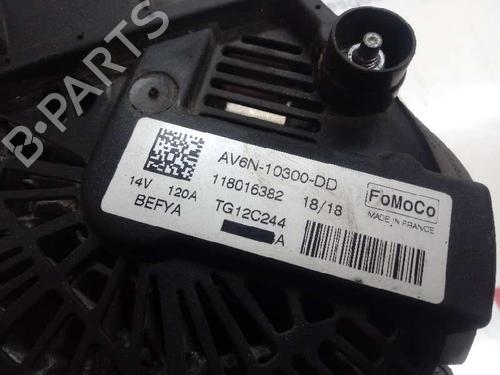 B-PARTS
AV6N-10300-DD
118016382 18/18
14V 120A TG12C244
BEFYA A
FoMoCo
MADE IN FRANCE